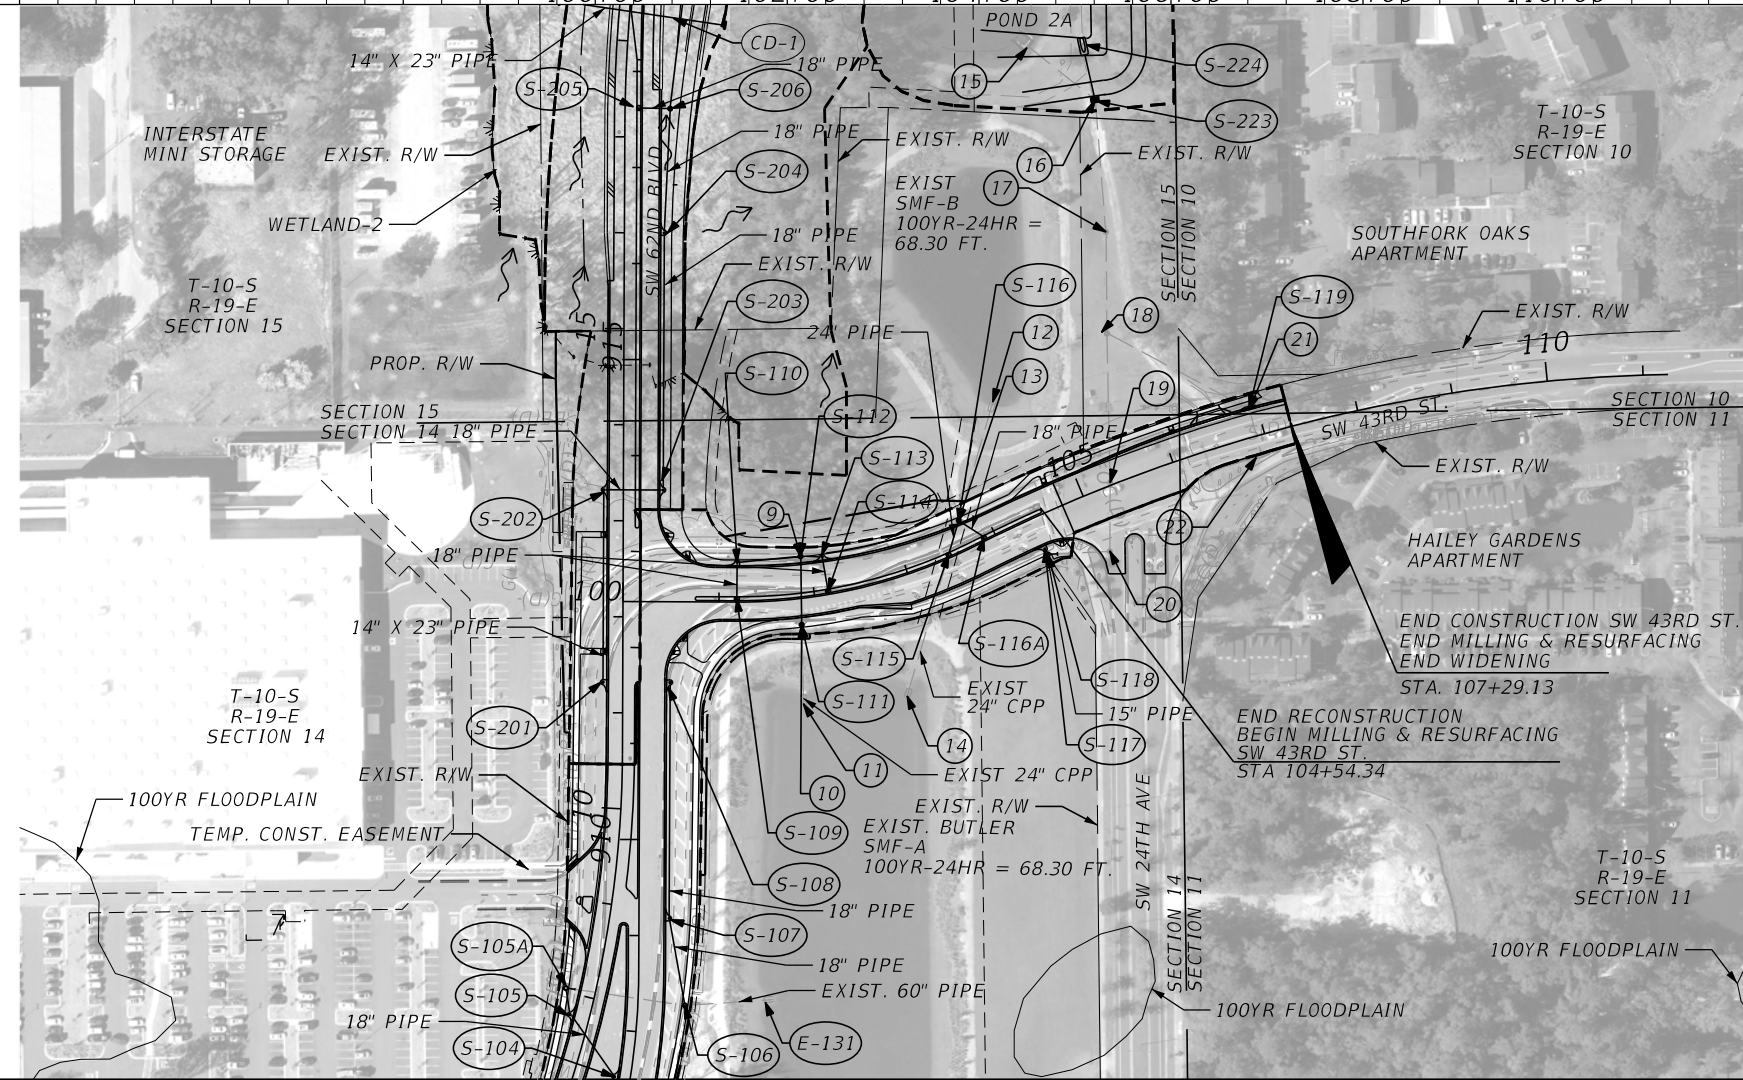 POND 2A
CD-1
14" X 23" PIPE
18" PIPE
S-224
S-205
S-206
15
S-223
T-10-S
R-19-E
SECTION 10
INTERSTATE
MINI STORAGE
EXIST. R/W
18" PIPE
EXIST. R/W
EXIST. R/W
16
S-204
17
EXIST
SMF-B
100YR-24HR =
68.30 FT.
SW 62ND BLVD
SECTION 15
SECTION 10
WETLAND-2
18" PIPE
SOUTHFORK OAKS
APARTMENT
EXIST. R/W
T-10-S
R-19-E
SECTION 15
S-203
S-116
S-119
EXIST. R/W
18
12
21
15
915
24" PIPE
110
PROP. R/W
S-110
13
19
SECTION 15
SECTION 14
18" PIPE
S-112
18" PIPE
SW 43RD ST.
SECTION 10
SECTION 11
S-113
105
EXIST. R/W
S-114
S-202
9
22
18" PIPE
HAILEY GARDENS
APARTMENT
100
20
14" X 23" PIPE
END CONSTRUCTION SW 43RD ST.
END MILLING & RESURFACING
END WIDENING
STA. 107+29.13
S-115
S-116A
S-118
T-10-S
R-19-E
SECTION 14
EXIST
24" CPP
S-111
15" PIPE
S-201
14
S-117
END RECONSTRUCTION
BEGIN MILLING & RESURFACING
SW 43RD ST.
STA 104+54.34
11
EXIST. R/W
EXIST 24" CPP
10
100YR FLOODPLAIN
EXIST. R/W
TEMP. CONST. EASEMENT
10
910
S-109
EXIST. BUTLER
SMF-A
100YR-24HR = 68.30 FT.
SW 24TH AVE
T-10-S
R-19-E
SECTION 11
S-108
SECTION 14
SECTION 11
18" PIPE
7
S-107
S-105A
100YR FLOODPLAIN
18" PIPE
S-105
EXIST. 60" PIPE
100YR FLOODPLAIN
18" PIPE
S-104
E-131
S-106